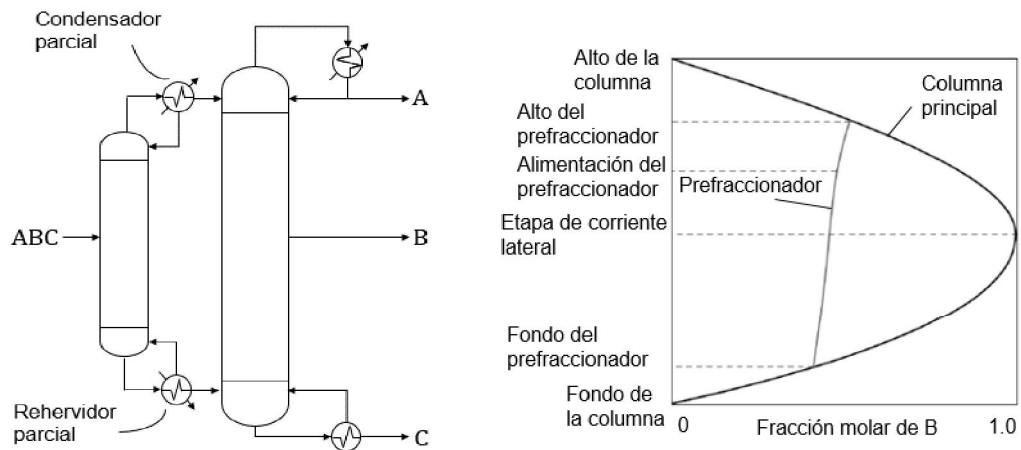 Condensador
parcial
A
ABC
B
Rehervidor
parcial
C
Alto de la
columna
Columna
principal
Alto del
prefraccionador
Alimentación del
prefraccionador
Prefraccionador
Etapa de corriente
lateral
Fondo del
prefraccionador
Fondo de
la columna
0
Fracción molar de B
1.0